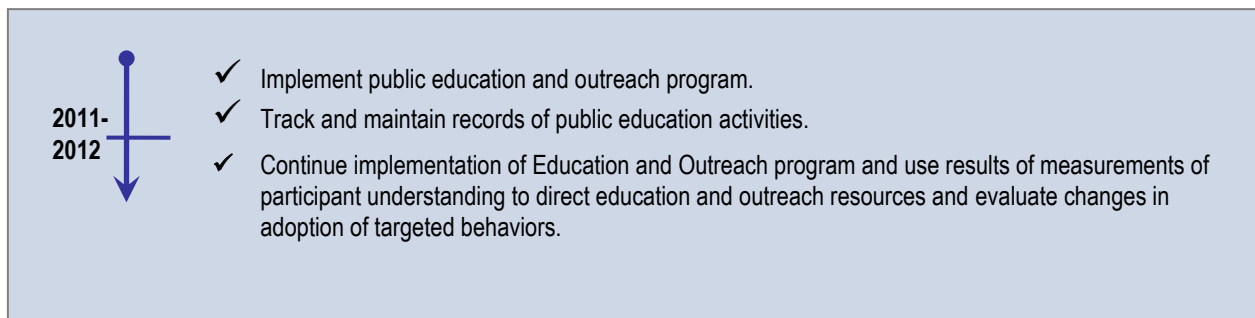 2011-
2012
✓ Implement public education and outreach program.
✓ Track and maintain records of public education activities.
✓ Continue implementation of Education and Outreach program and use results of measurements of
participant understanding to direct education and outreach resources and evaluate changes in
adoption of targeted behaviors.